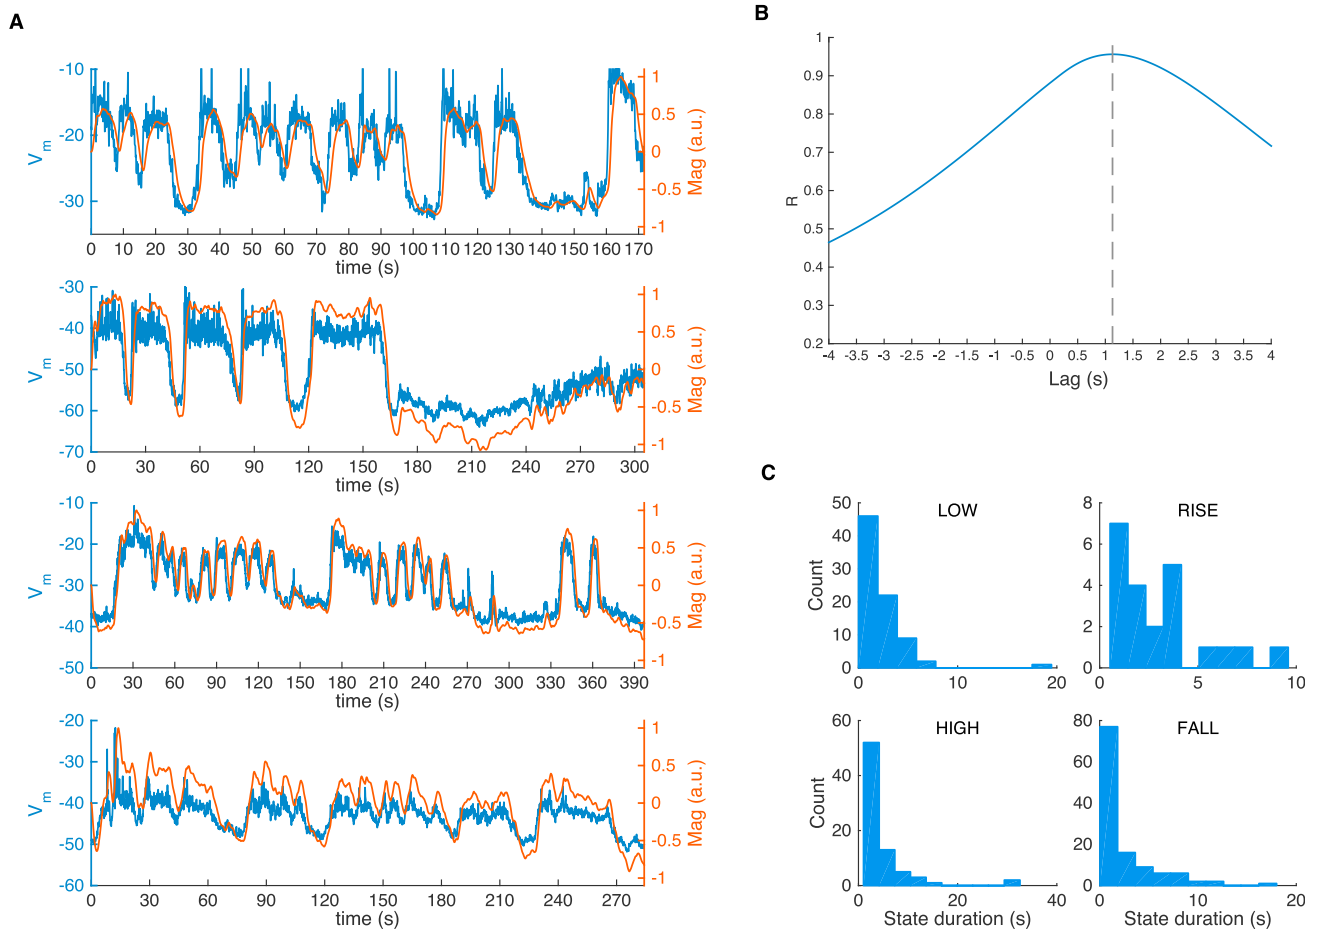 A
-10
-20
-30
Vm
1
0.5
0
-0.5
-1
Mag (a.u.)
0 10 20 30 40 50 60 70 80 90 100 110 120 130 140 150 160 170
time (s)
-30
-40
-50
-60
-70
Vm
1
0.5
0
-0.5
-1
Mag (a.u.)
0 30 60 90 120 150 180 210 240 270 300
time (s)
-10
-20
-30
-40
-50
Vm
1
0.5
0
-0.5
-1
Mag (a.u.)
0 30 60 90 120 150 180 210 240 270 300 330 360 390
time (s)
-20
-30
-40
-50
-60
Vm
1
0.5
0
-0.5
-1
Mag (a.u.)
0 30 60 90 120 150 180 210 240 270
time (s)
B
1
0.9
0.8
0.7
0.6
0.5
0.4
0.3
0.2
R
-4 -3.5 -3 -2.5 -2 -1.5 -1 -0.5 0 0.5 1 1.5 2 2.5 3 3.5 4
Lag (s)
C
LOW
50
40
30
20
10
0
Count
0 10 20
RISE
8
6
4
2
0
0 5 10
HIGH
60
40
20
0
Count
0 20 40
State duration (s)
FALL
80
60
40
20
0
0 10 20
State duration (s)